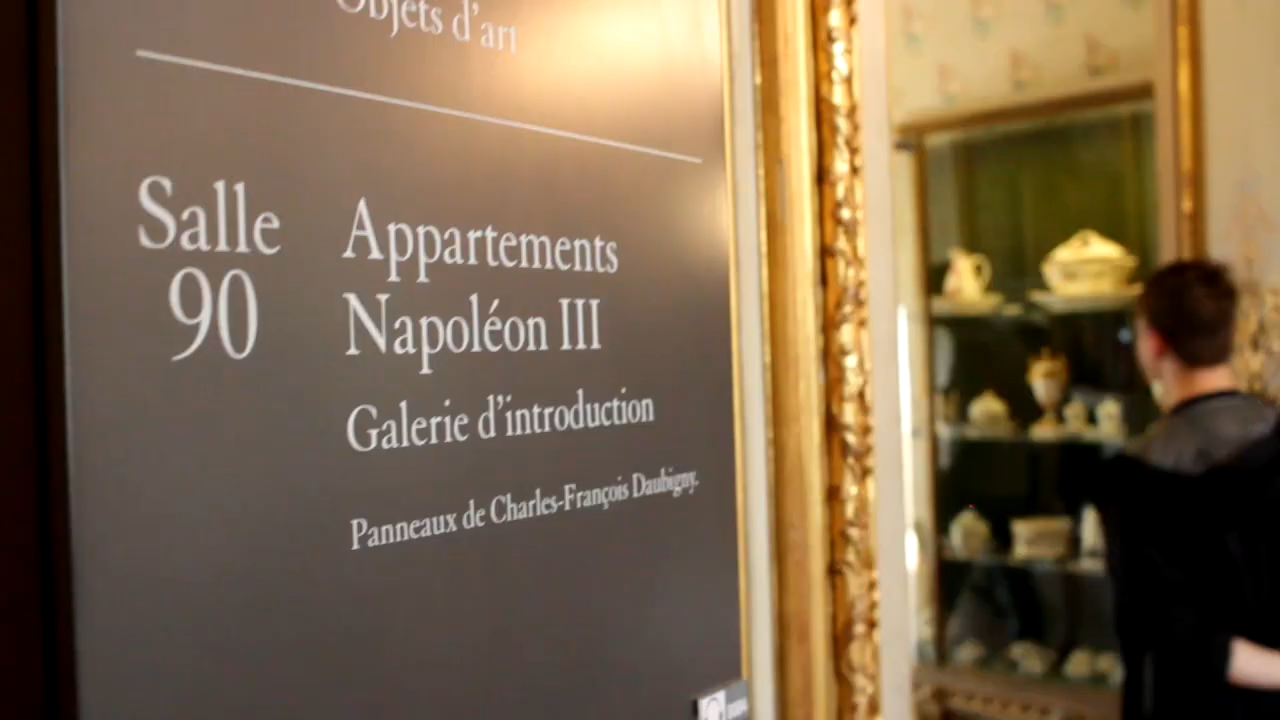 Objets d'art
Salle
90
Appartements
Napoléon III
Galerie d'introduction
Panneaux de Charles-François Daubigny.